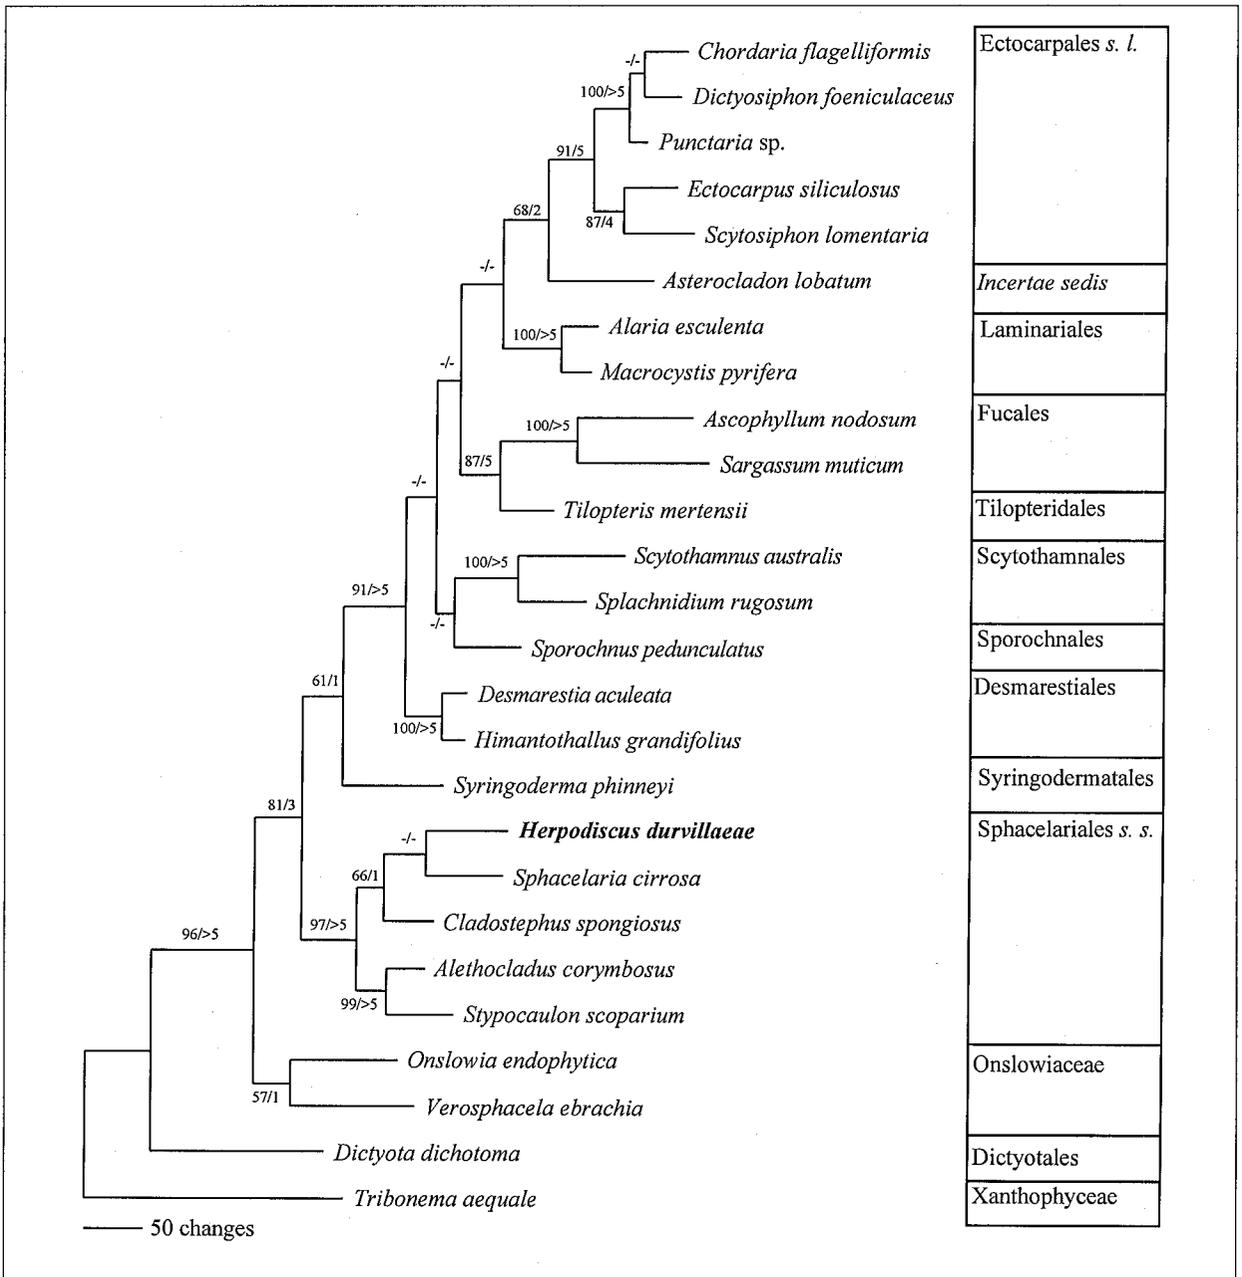 Chordaria flagelliformis
Ectocarpales s. l.
-/-
100/>5
Dictyosiphon foeniculaceus
Punctaria sp.
91/5
Ectocarpus siliculosus
68/2
87/4
Scytosiphon lomentaria
-/-
Asterocladon lobatum
Incertae sedis
Alaria esculenta
Laminariales
100/>5
-/-
Macrocystis pyrifera
Ascophyllum nodosum
Fucales
100/>5
87/5
Sargassum muticum
-/-
Tilopteris mertensii
Tilopteridales
Scytothamnus australis
Scytothamnales
100/>5
91/>5
Splachnidium rugosum
-/-
Sporochnus pedunculatus
Sporochnales
61/1
Desmarestia aculeata
Desmarestiales
100/>5
Himantothallus grandifolius
Syringoderma phinneyi
Syringodermatales
81/3
Herpodiscus durvillaeae
Sphacelariales s. s.
-/-
66/1
Sphacelaria cirrosa
97/>5
Cladostephus spongiosus
96/>5
Alethocladus corymbosus
99/>5
Stypocaulon scoparium
Onslowia endophytica
Onslowiaceae
57/1
Verosphacela ebrachia
Dictyota dichotoma
Dictyotales
Tribonema aequale
Xanthophyceae
50 changes